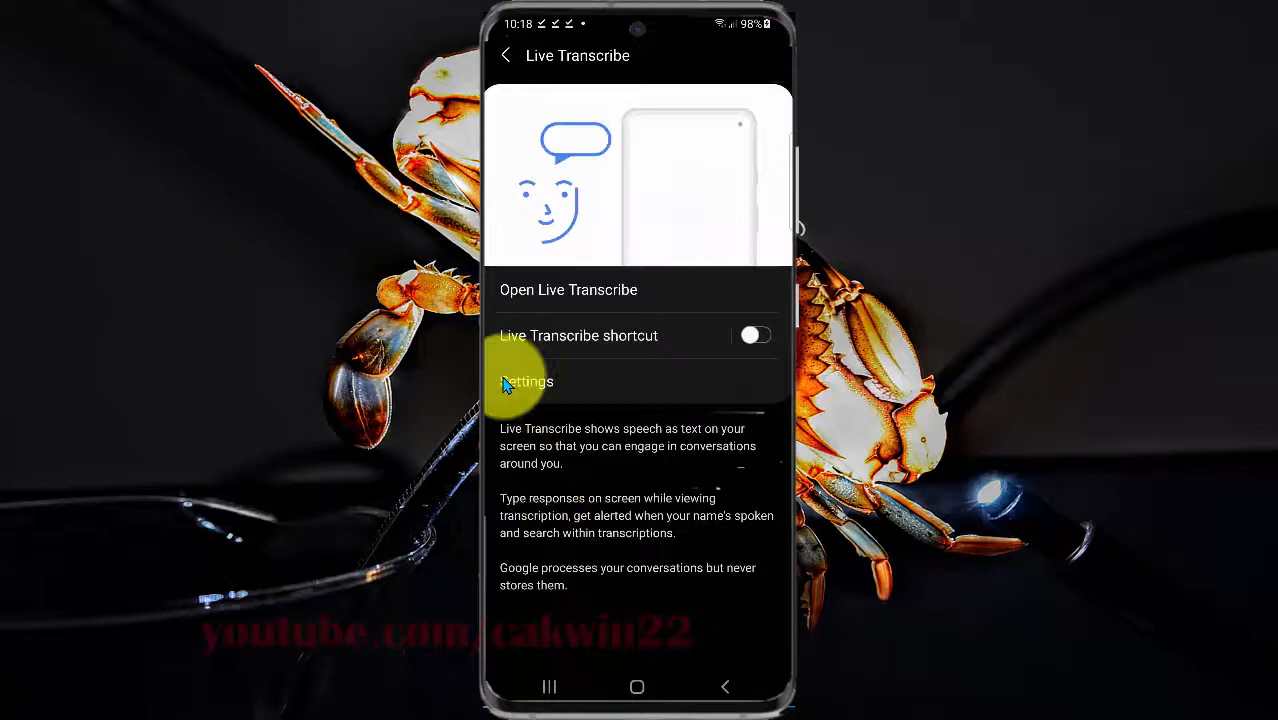 10:18
98%
Live Transcribe
Open Live Transcribe
Live Transcribe shortcut
Settings
Live Transcribe shows speech as text on your
screen so that you can engage in conversations
around you.
Type responses on screen while viewing
transcription, get alerted when your name's spoken
and search within transcriptions.
Google processes your conversations but never
stores them.
youtube.com/cakwin22